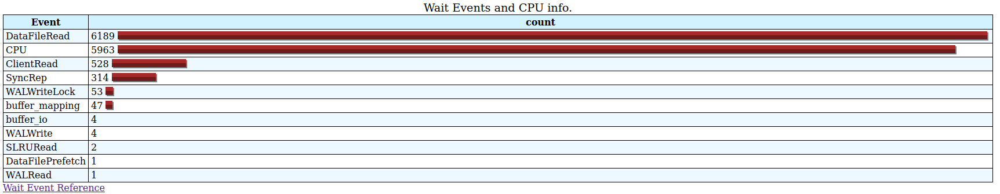 Wait Events and CPU info.
Event count
DataFileRead 6189
CPU 5963
ClientRead 528
SyncRep 314
WALWriteLock 53
buffer_mapping 47
buffer_io 4
WALWrite 4
SLRURead 2
DataFilePrefetch 1
WALRead 1
Wait Event Reference